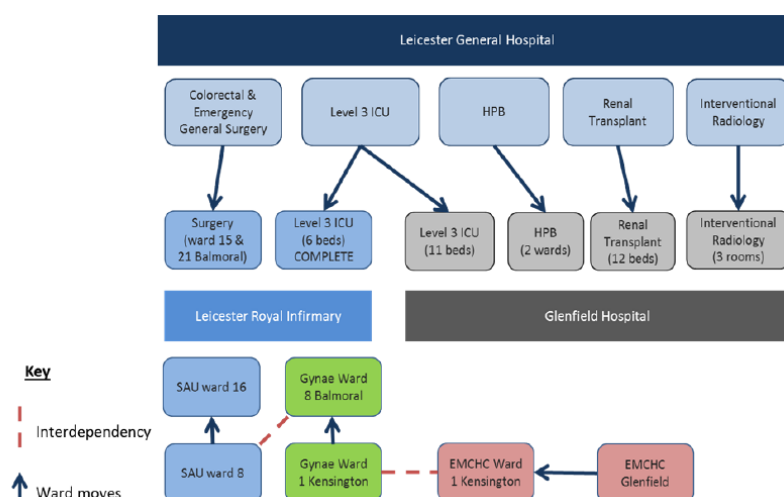 Leicester General Hospital
Colorectal &
Emergency
General Surgery
Level 3 ICU
HPB
Renal
Transplant
Interventional
Radiology
Surgery
(ward 15 &
21 Balmoral)
Level 3 ICU
(6 beds)
COMPLETE
Level 3 ICU
(11 beds)
HPB
(2 wards)
Renal
Transplant
(12 beds)
Interventional
Radiology
(3 rooms)
Leicester Royal Infirmary
Glenfield Hospital
Key
Interdependency
Ward moves
SAU ward 16
Gynae Ward
8 Balmoral
SAU ward 8
Gynae Ward
1 Kensington
EMCHC Ward
1 Kensington
EMCHC
Glenfield